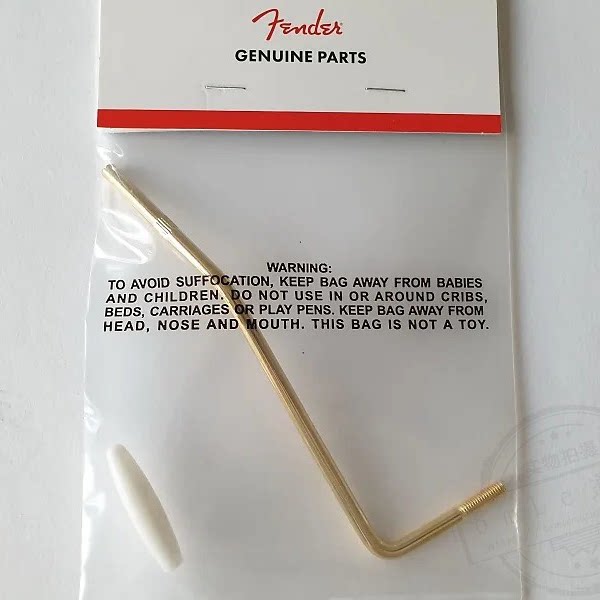 Fender
GENUINE PARTS
WARNING:
TO AVOID SUFFOCATION, KEEP BAG AWAY FROM BABIES
AND CHILDREN. DO NOT USE IN OR AROUND CRIBS,
BEDS, CARRIAGES OR PLAY PENS. KEEP BAG AWAY FROM
HEAD, NOSE AND MOUTH. THIS BAG IS NOT A TOY.